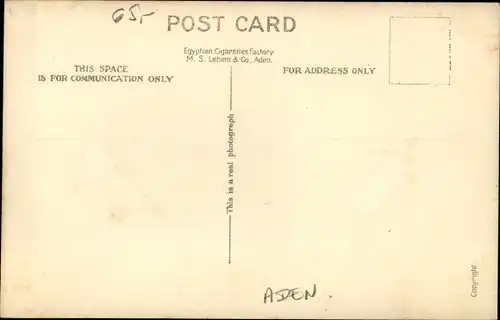 65,-
POST CARD
Egyptian Cigarettes Factory
M. S. Lehien & Co., Aden.
THIS SPACE
IS FOR COMMUNICATION ONLY
FOR ADDRESS ONLY
This is a real photograph
ADEN.
Copyright